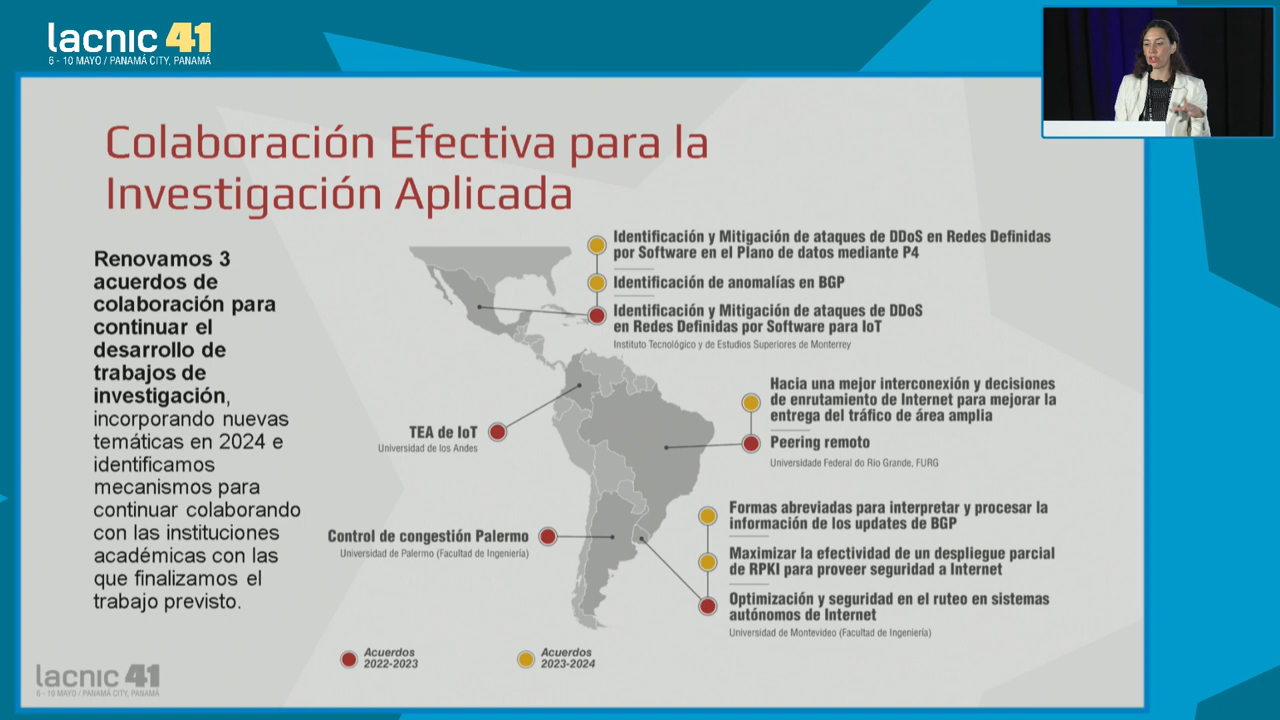 lacnic 41
6 - 10 MAYO / PANAMÁ CITY, PANAMÁ
Colaboración Efectiva para la
Investigación Aplicada
Renovamos 3
acuerdos de
colaboración para
continuar el
desarrollo de
trabajos de
investigación,
incorporando nuevas
temáticas en 2024 e
identificamos
mecanismos para
continuar colaborando
con las instituciones
académicas con las
que finalizamos el
trabajo previsto.
Identificación y Mitigación de ataques de DDoS en Redes Definidas
por Software en el Plano de datos mediante P4
Identificación de anomalías en BGP
Identificación y Mitigación de ataques de DDoS
en Redes Definidas por Software para IoT
Instituto Tecnológico y de Estudios Superiores de Monterrey
Hacia una mejor interconexión y decisiones
de enrutamiento de Internet para mejorar la
entrega del tráfico de área amplia
Peering remoto
Universidade Federal do Rio Grande, FURG
TEA de IoT
Universidad de los Andes
Control de congestión Palermo
Universidad de Palermo (Facultad de Ingeniería)
Formas abreviadas para interpretar y procesar la
información de los updates de BGP
Maximizar la efectividad de un despliegue parcial
de RPKI para proveer seguridad a Internet
Optimización y seguridad en el ruteo en sistemas
autónomos de Internet
Universidad de Montevideo (Facultad de Ingeniería)
Acuerdos
2022-2023
Acuerdos
2023-2024
lacnic 41
6 - 10 MAYO / PANAMÁ CITY, PANAMÁ